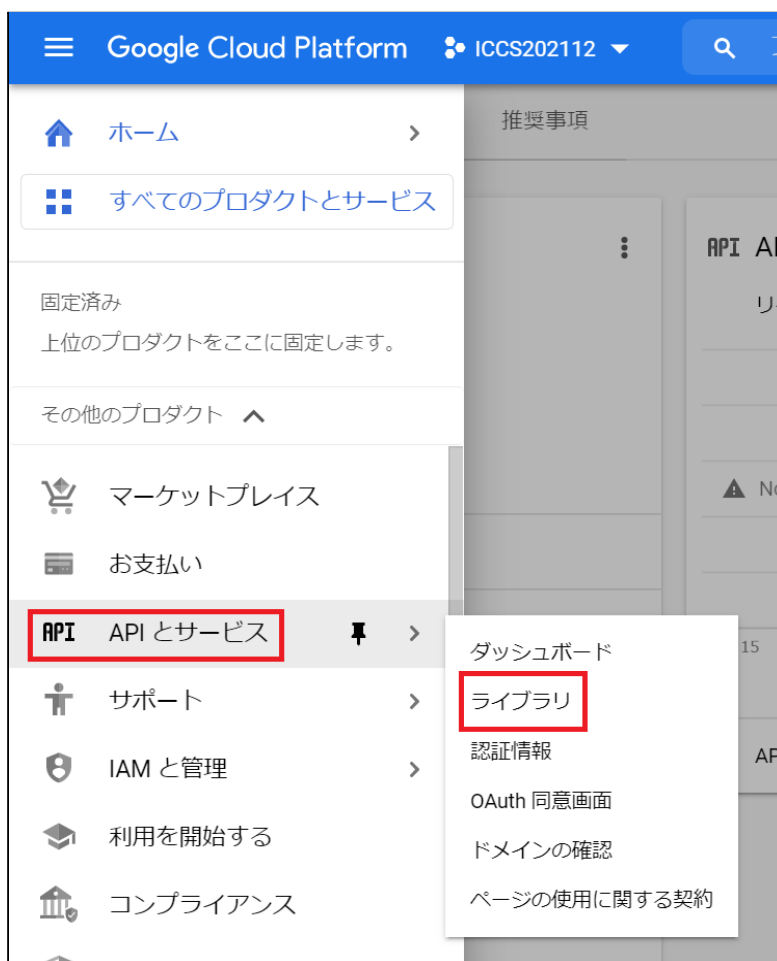 Google Cloud Platform
ICCS202112
ホーム
推奨事項
すべてのプロダクトとサービス
API
固定済み
上位のプロダクトをここに固定します。
その他のプロダクト
マーケットプレイス
お支払い
API API とサービス
ダッシュボード
15
サポート
ライブラリ
認証情報
IAM と管理
OAuth 同意画面
利用を開始する
ドメインの確認
コンプライアンス
ページの使用に関する契約